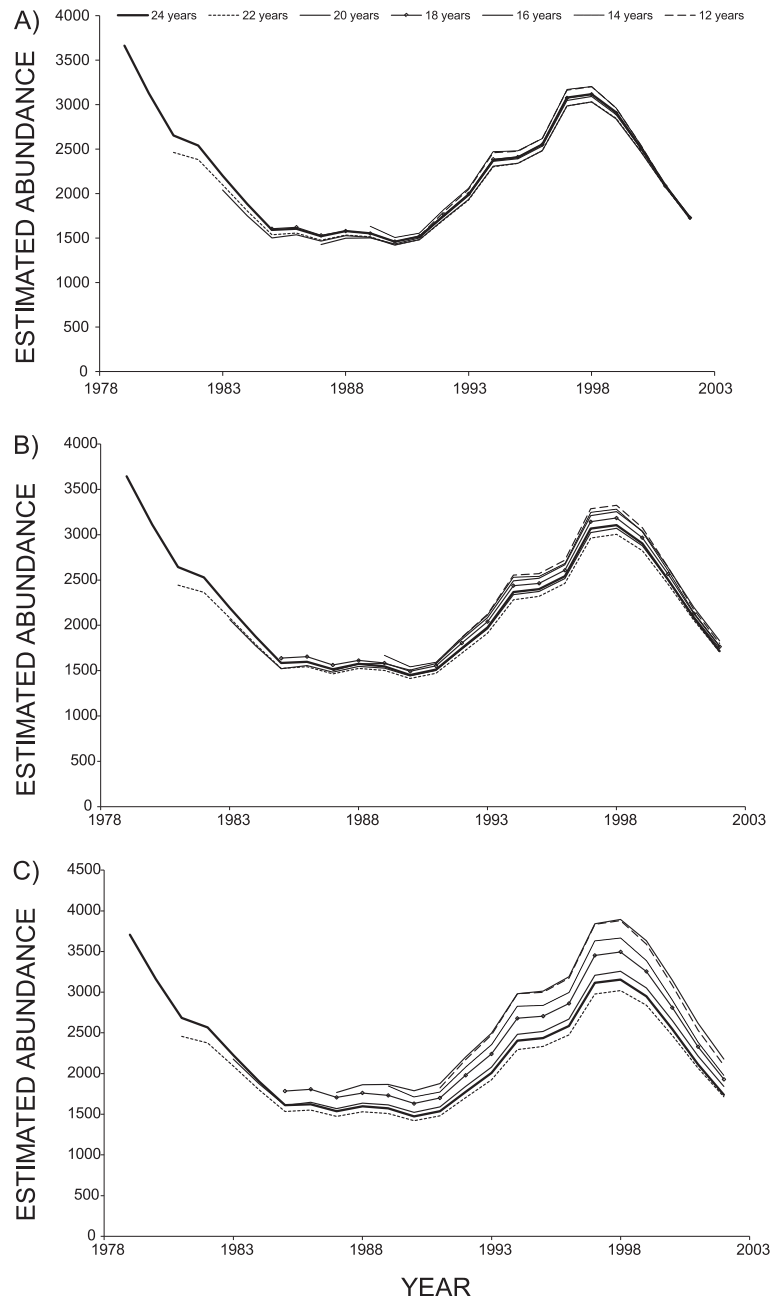 A)
24 years 22 years 20 years 18 years 16 years 14 years 12 years
ESTIMATED ABUNDANCE
4000
3500
3000
2500
2000
1500
1000
500
0
1978 1983 1988 1993 1998 2003
B)
ESTIMATED ABUNDANCE
4000
3500
3000
2500
2000
1500
1000
500
0
1978 1983 1988 1993 1998 2003
C)
ESTIMATED ABUNDANCE
4500
4000
3500
3000
2500
2000
1500
1000
500
0
1978 1983 1988 1993 1998 2003
YEAR